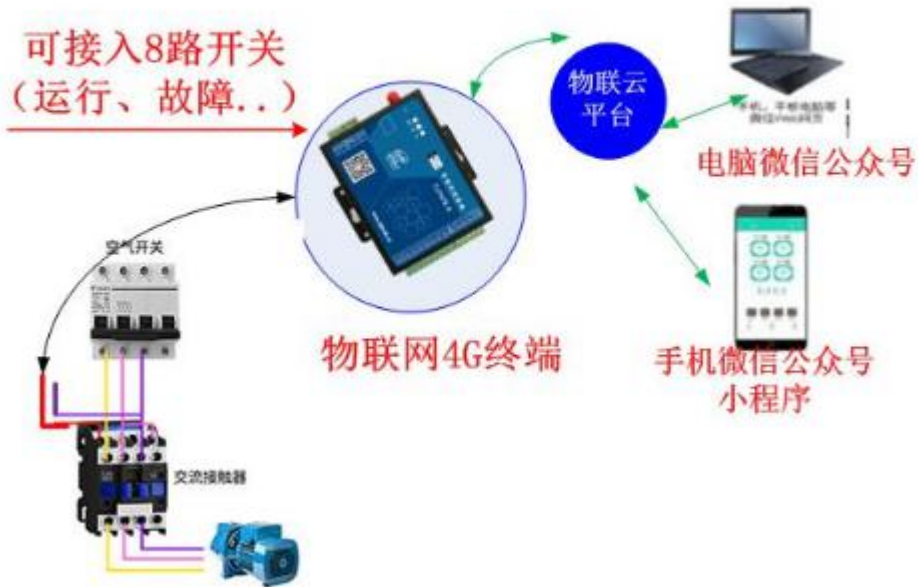 可接入8路开关
（运行、故障..）
物联云
平台
电脑微信公众号
空气开关
物联网4G终端
手机微信公众号
小程序
交流接触器